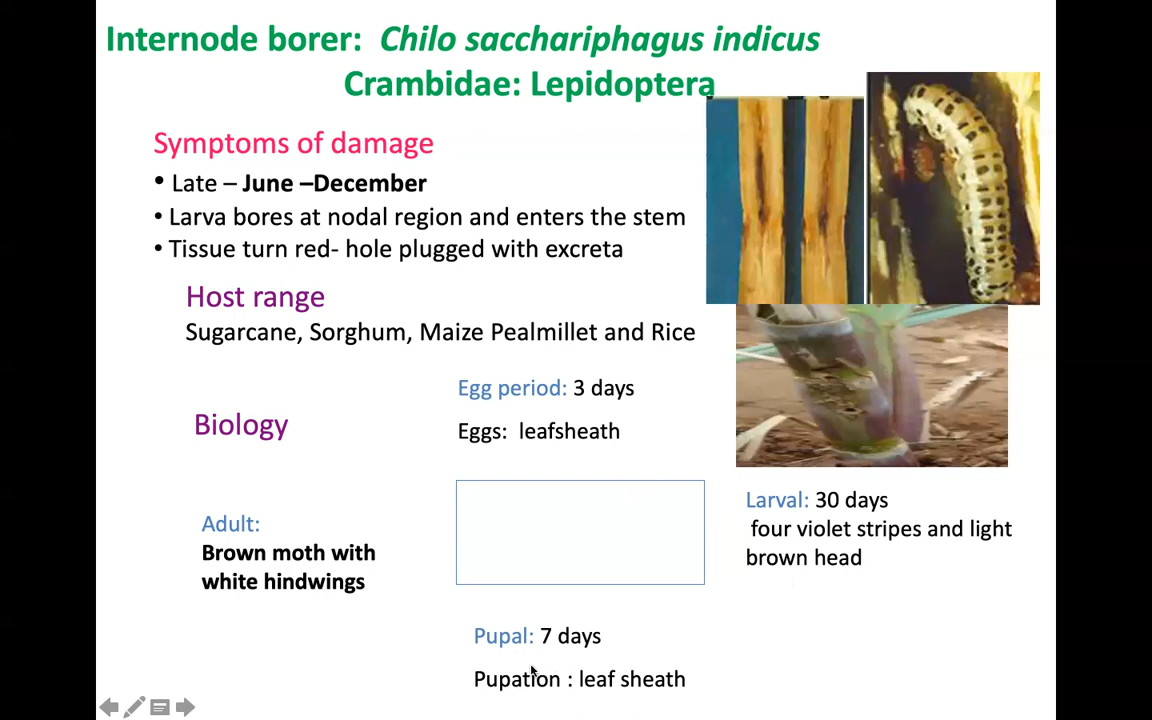 Internode borer: Chilo sacchariphagus indicus
Crambidae: Lepidoptera
Symptoms of damage
• Late – June –December
• Larva bores at nodal region and enters the stem
• Tissue turn red- hole plugged with excreta
Host range
Sugarcane, Sorghum, Maize Pealmillet and Rice
Egg period: 3 days
Biology
Eggs: leafsheath
Larval: 30 days
four violet stripes and light
brown head
Adult:
Brown moth with
white hindwings
Pupal: 7 days
Pupation : leaf sheath